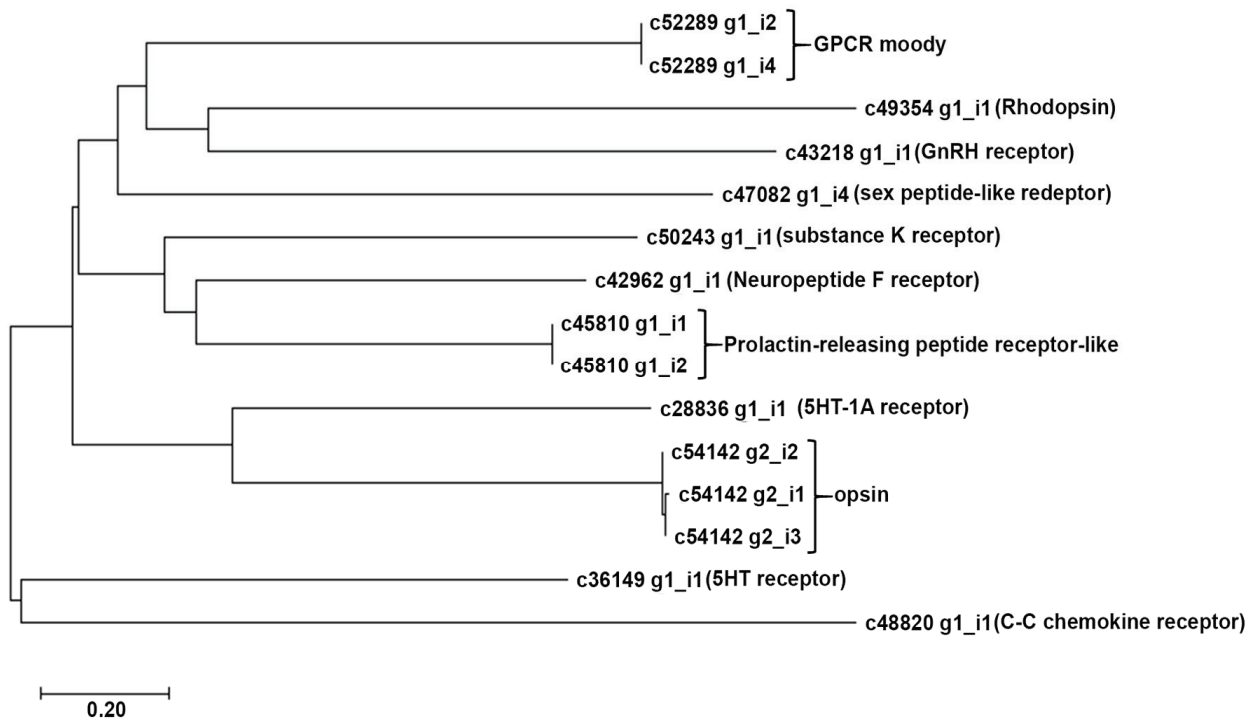 c52289 g1_i2
GPCR moody
c52289 g1_i4
c49354 g1_i1 (Rhodopsin)
c43218 g1_i1 (GnRH receptor)
c47082 g1_i4 (sex peptide-like redeptor)
c50243 g1_i1 (substance K receptor)
c42962 g1_i1 (Neuropeptide F receptor)
c45810 g1_i1
Prolactin-releasing peptide receptor-like
c45810 g1_i2
c28836 g1_i1 (5HT-1A receptor)
c54142 g2_i2
c54142 g2_i1
opsin
c54142 g2_i3
c36149 g1_i1 (5HT receptor)
c48820 g1_i1 (C-C chemokine receptor)
0.20